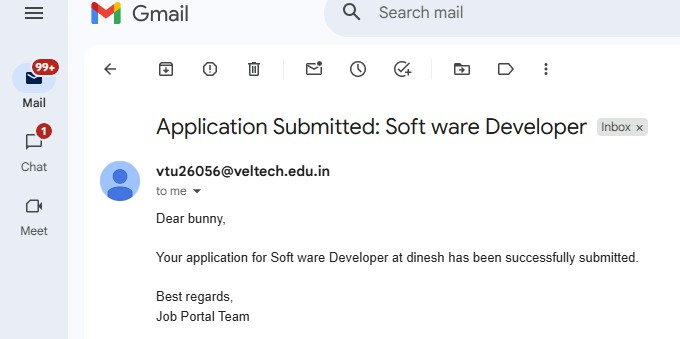 Gmail
Search mail
99+
Mail
1
Chat
Meet
Application Submitted: Soft ware Developer Inbox ×
vtu26056@veltech.edu.in
to me
Dear bunny,
Your application for Soft ware Developer at dinesh has been successfully submitted.
Best regards,
Job Portal Team